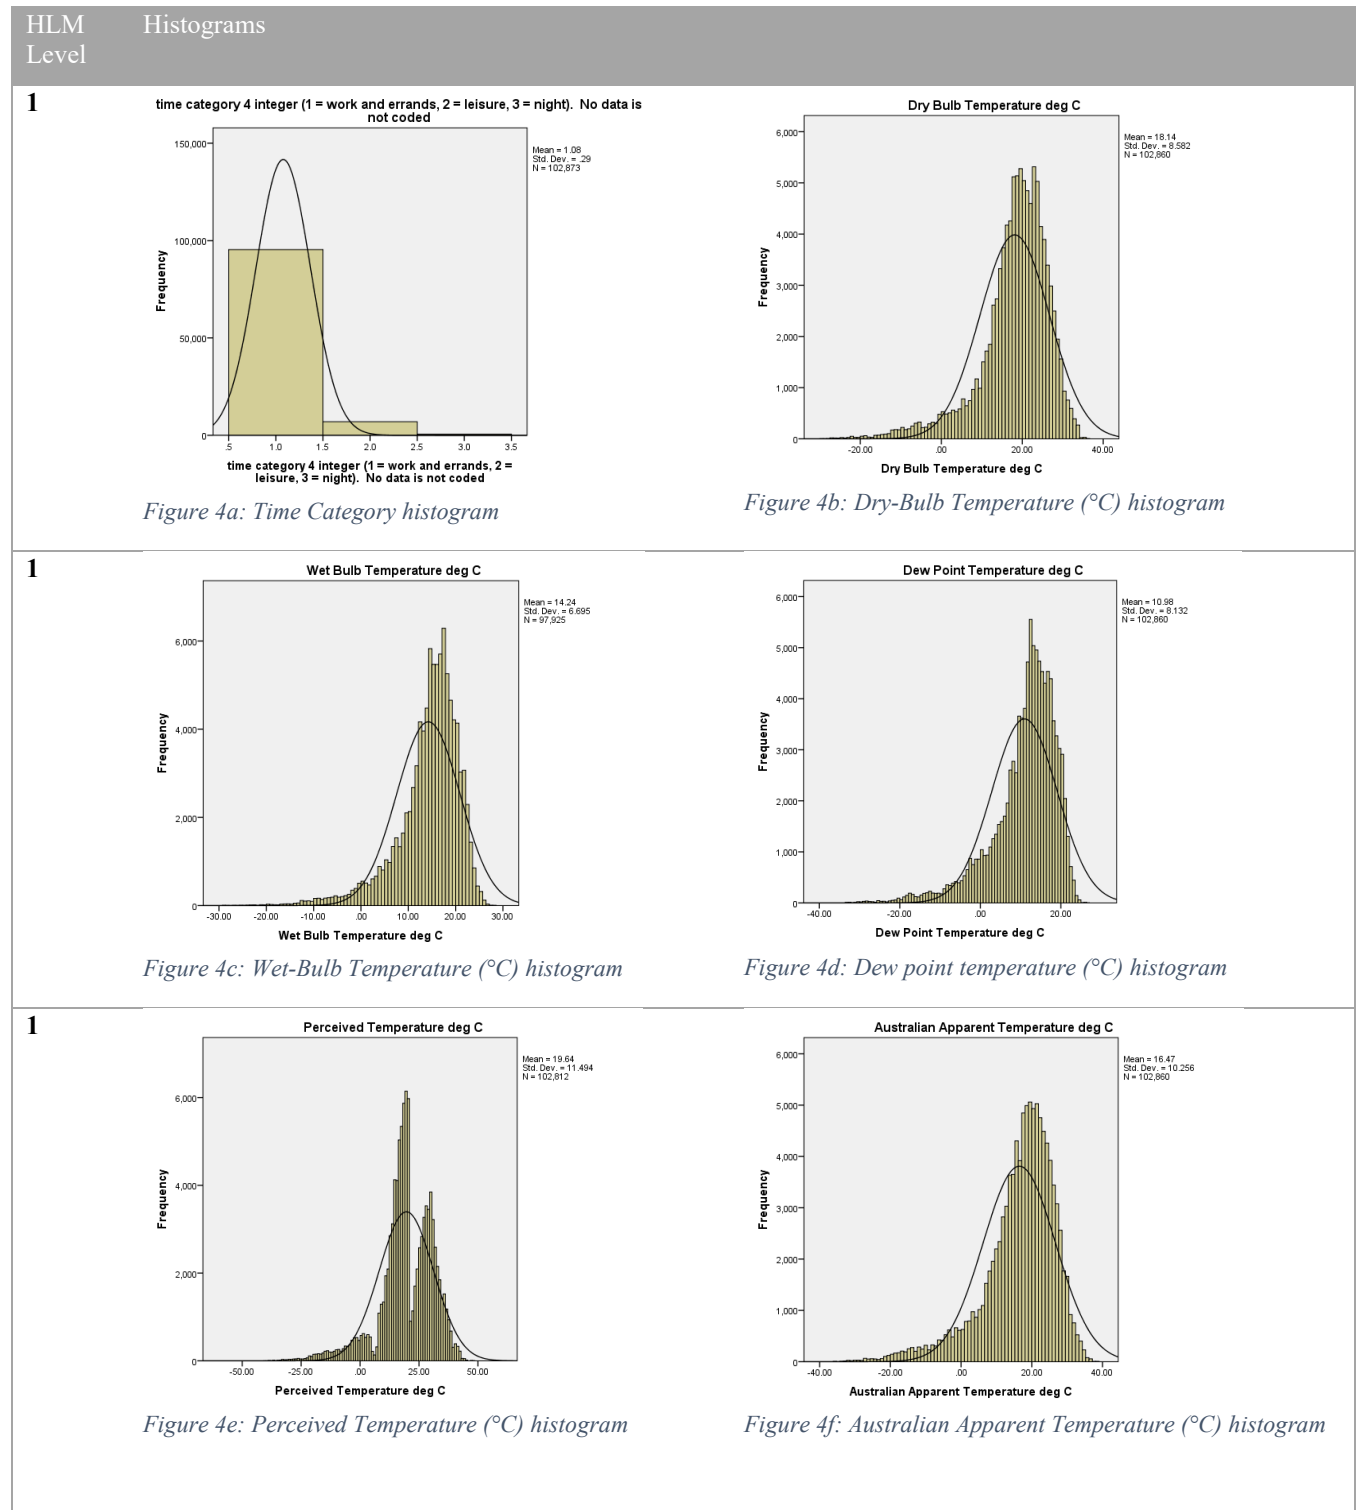 HLM
Level
Histograms
1
time category 4 integer (1 = work and errands, 2 = leisure, 3 = night).  No data is
not coded
Mean = 1.08
Std. Dev. = .29
N = 102,873
Frequency
150,000
100,000
50,000
0
.5 1.0 1.5 2.0 2.5 3.0 3.5
time category 4 integer (1 = work and errands, 2 =
leisure, 3 = night).  No data is not coded
Figure 4a: Time Category histogram
Dry Bulb Temperature deg C
Mean = 18.14
Std. Dev. = 8.582
N = 102,860
Frequency
6,000
5,000
4,000
3,000
2,000
1,000
0
-20.00 .00 20.00 40.00
Dry Bulb Temperature deg C
Figure 4b: Dry-Bulb Temperature (°C) histogram
1
Wet Bulb Temperature deg C
Mean = 14.24
Std. Dev. = 6.695
N = 97,925
Frequency
6,000
4,000
2,000
0
-30.00 -20.00 -10.00 .00 10.00 20.00 30.00
Wet Bulb Temperature deg C
Figure 4c: Wet-Bulb Temperature (°C) histogram
Dew Point Temperature deg C
Mean = 10.98
Std. Dev. = 8.132
N = 102,860
Frequency
6,000
5,000
4,000
3,000
2,000
1,000
0
-40.00 -20.00 .00 20.00
Dew Point Temperature deg C
Figure 4d: Dew point temperature (°C) histogram
1
Perceived Temperature deg C
Mean = 19.64
Std. Dev. = 11.494
N = 102,812
Frequency
6,000
4,000
2,000
0
-50.00 -25.00 .00 25.00 50.00
Perceived Temperature deg C
Figure 4e: Perceived Temperature (°C) histogram
Australian Apparent Temperature deg C
Mean = 16.47
Std. Dev. = 10.256
N = 102,860
Frequency
6,000
5,000
4,000
3,000
2,000
1,000
0
-40.00 -20.00 .00 20.00 40.00
Australian Apparent Temperature deg C
Figure 4f: Australian Apparent Temperature (°C) histogram